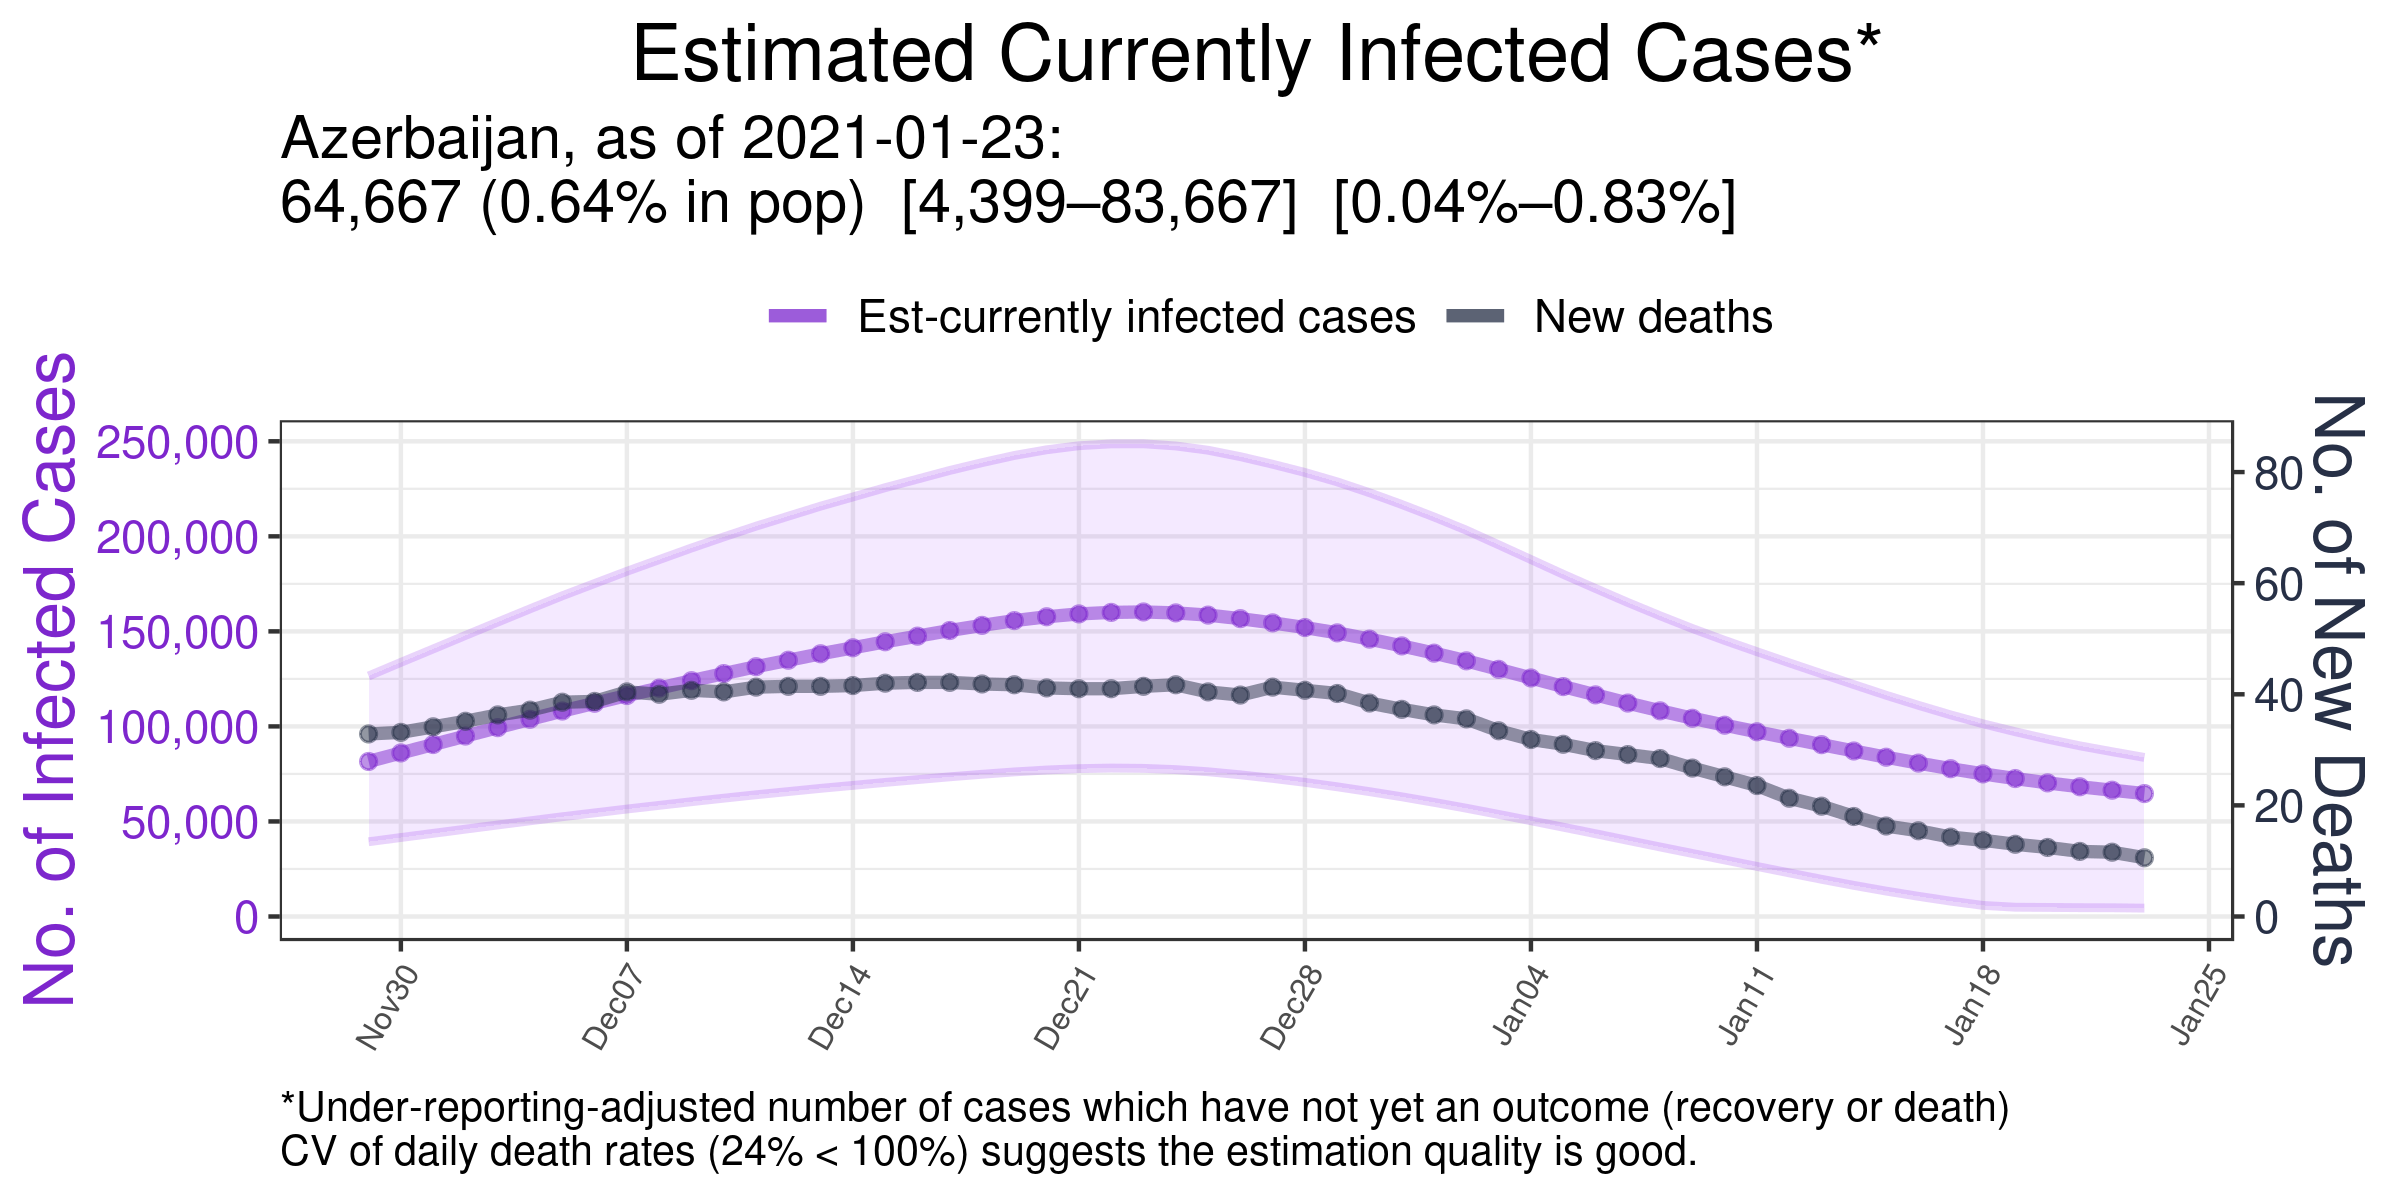 Estimated Currently Infected Cases*
Azerbaijan, as of 2021-01-23:
64,667 (0.64% in pop)  [4,399–83,667]  [0.04%–0.83%]
Est-currently infected cases
New deaths
No. of Infected Cases
250,000
200,000
150,000
100,000
50,000
0
80
60
40
20
0
No. of New Deaths
Nov30
Dec07
Dec14
Dec21
Dec28
Jan04
Jan11
Jan18
Jan25
*Under-reporting-adjusted number of cases which have not yet an outcome (recovery or death)
CV of daily death rates (24% < 100%) suggests the estimation quality is good.